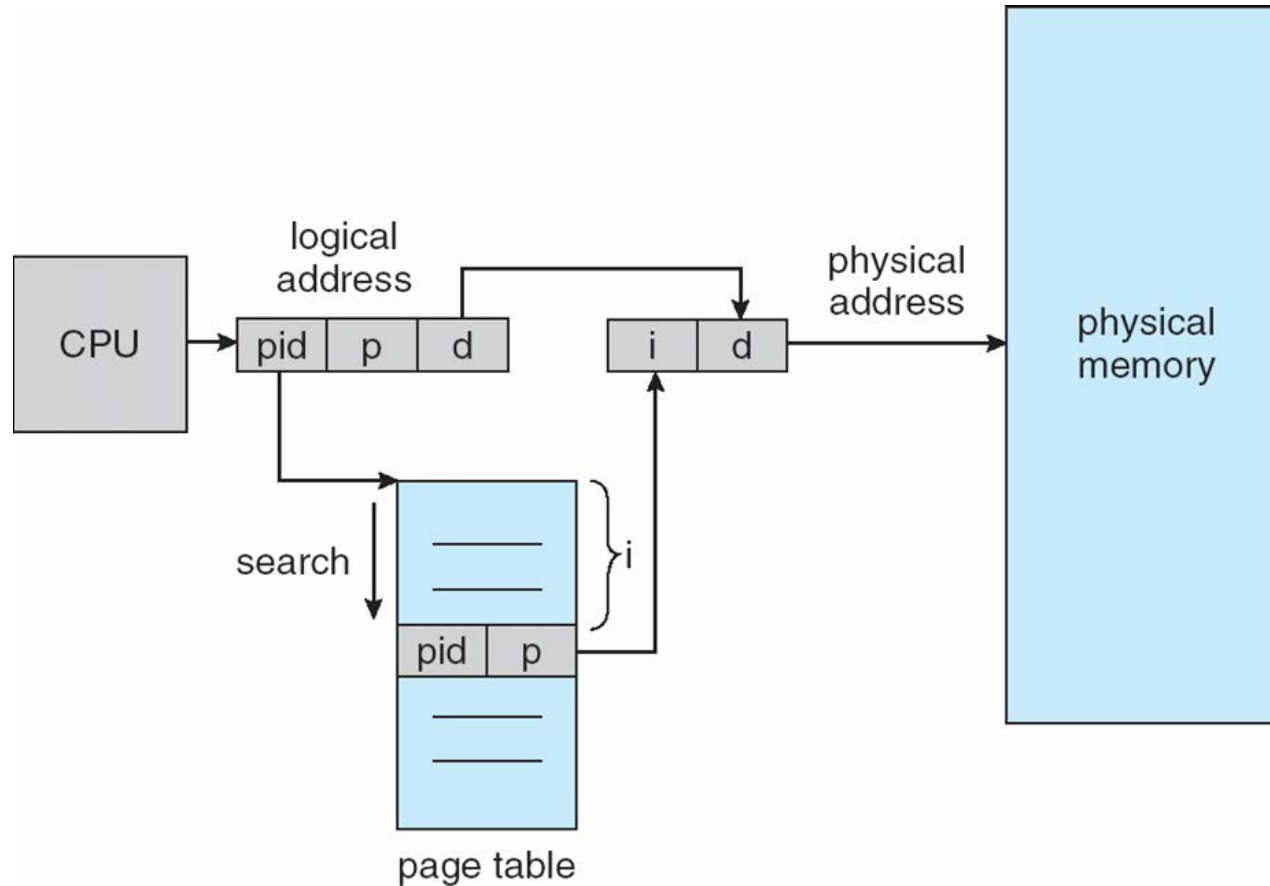 logical
address
physical
address
CPU
pid p d
i d
physical
memory
search
i
pid p
page table